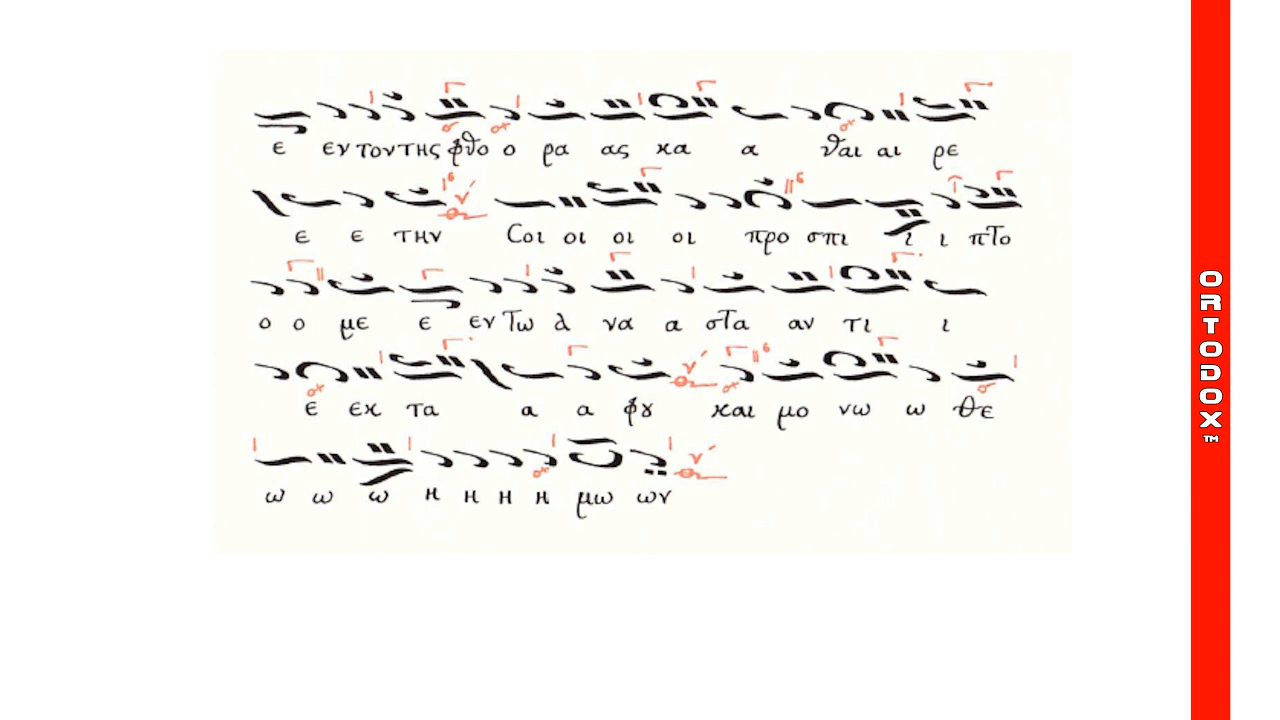 ε εν τον της φθο ο ρα ας κα α θαι αι ρε
ε ε την Σοι οι οι οι προ σπι ι ι πτο
ο ο με ε εν τω λ να α στα αν τι ι
ε εκ τα α α φȣ και μο νω ω θε
ω ω ω η η η η μω ων
ORTODOX™